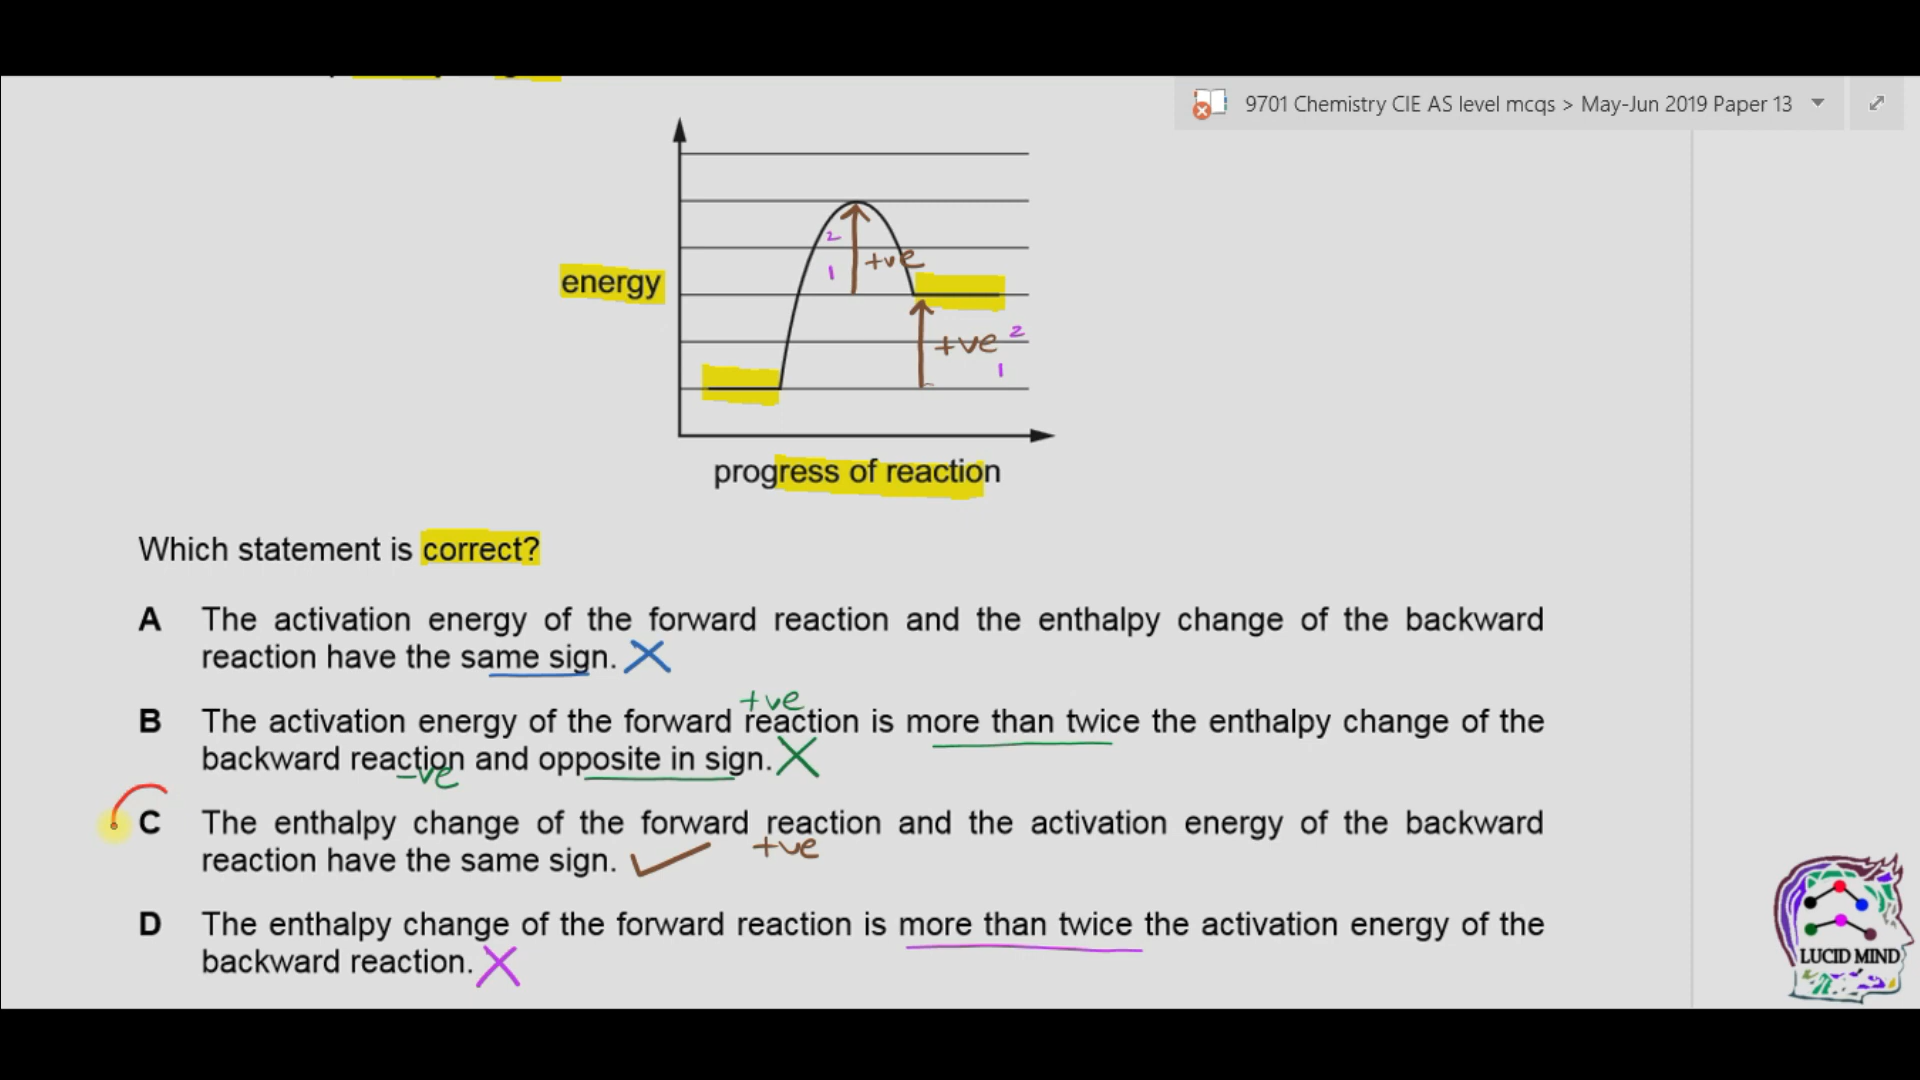 9701 Chemistry CIE AS level mcqs > May-Jun 2019 Paper 13
2
+ve
1
energy
+ve 2
1
progress of reaction
Which statement is correct?
A The activation energy of the forward reaction and the enthalpy change of the backward
reaction have the same sign. X
+ve
B The activation energy of the forward reaction is more than twice the enthalpy change of the
backward reaction and opposite in sign. X
-ve
C The enthalpy change of the forward reaction and the activation energy of the backward
reaction have the same sign. ✓ +ve
D The enthalpy change of the forward reaction is more than twice the activation energy of the
backward reaction. X
LUCID MIND